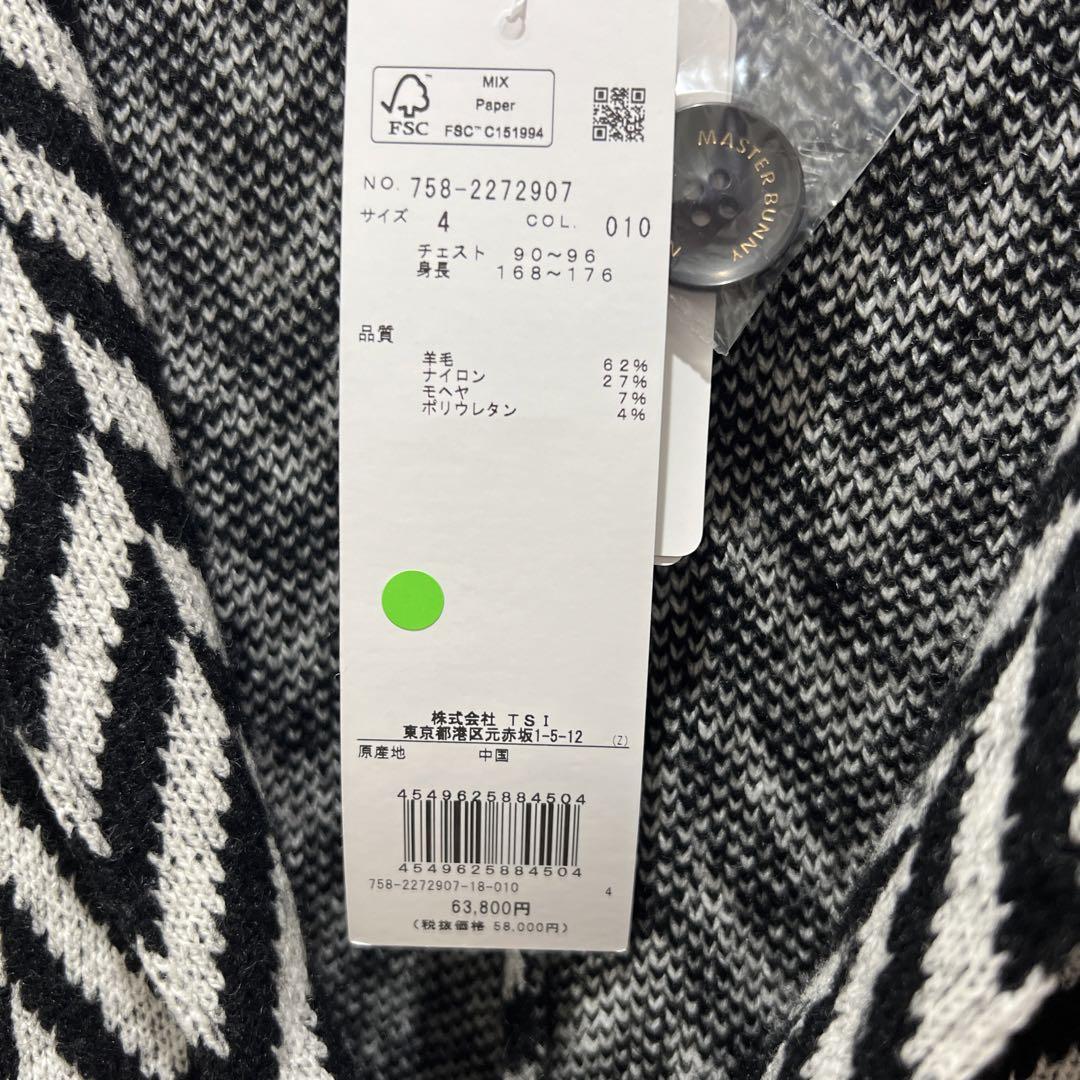 MIX
Paper
FSC
FSC™ C151994
MASTER BUNNY
NO. 758-2272907
サイズ 4 COL. 010
チェスト 90～96
身長 168～176
品質
羊毛 62%
ナイロン 27%
モヘヤ 7%
ポリウレタン 4%
株式会社 TSI
東京都港区元赤坂1-5-12 (Z)
原産地 中国
4549625884504
4549625884504
758-2272907-18-010 4
63,800円
(税抜価格 58,000円)